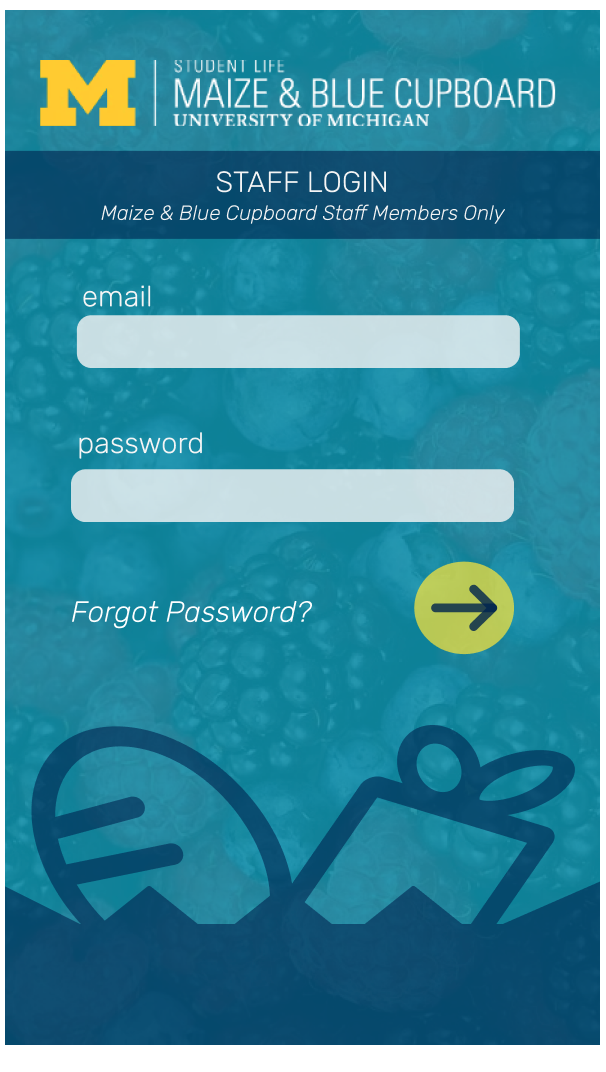 M
STUDENT LIFE
MAIZE & BLUE CUPBOARD
UNIVERSITY OF MICHIGAN
STAFF LOGIN
Maize & Blue Cupboard Staff Members Only
email
password
Forgot Password?